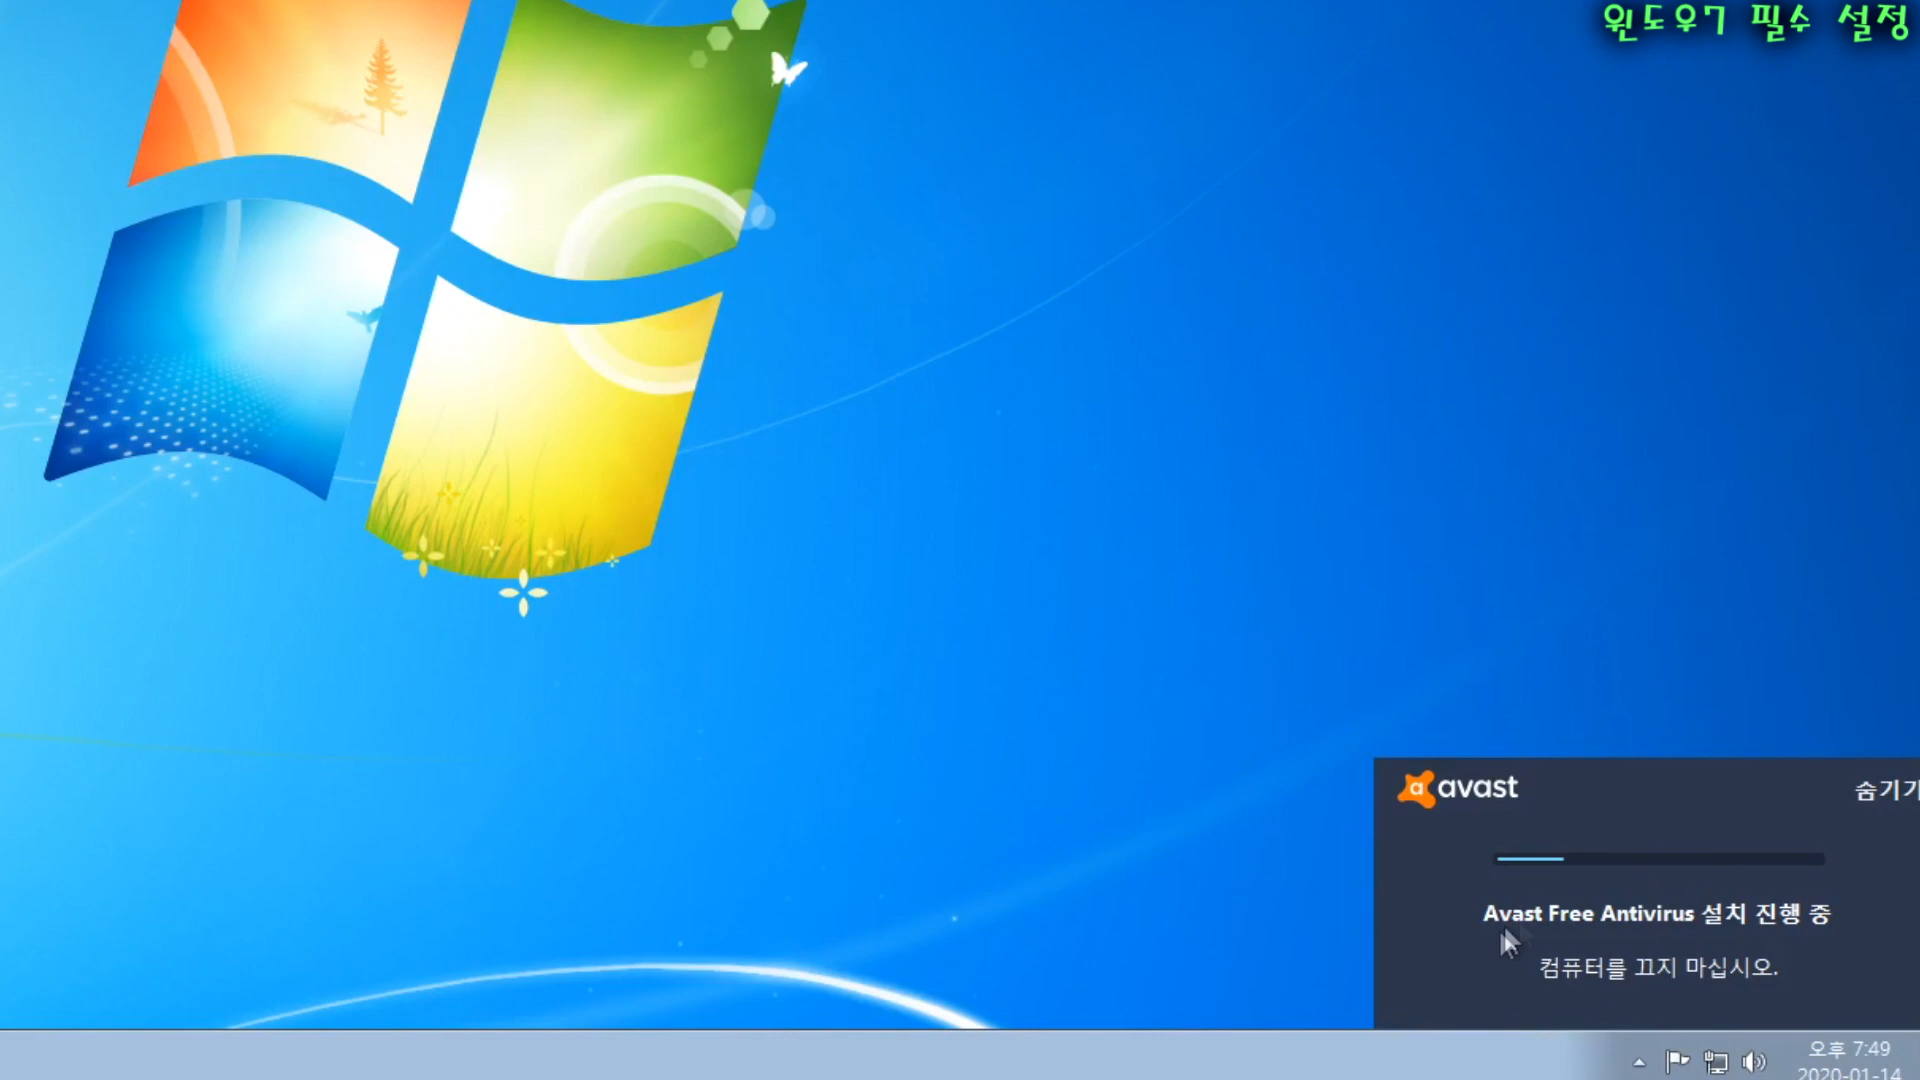 윈도우7 필수 설정
avast
숨기기
Avast Free Antivirus 설치 진행 중
컴퓨터를 끄지 마십시오.
오후 7:49
2020-01-14